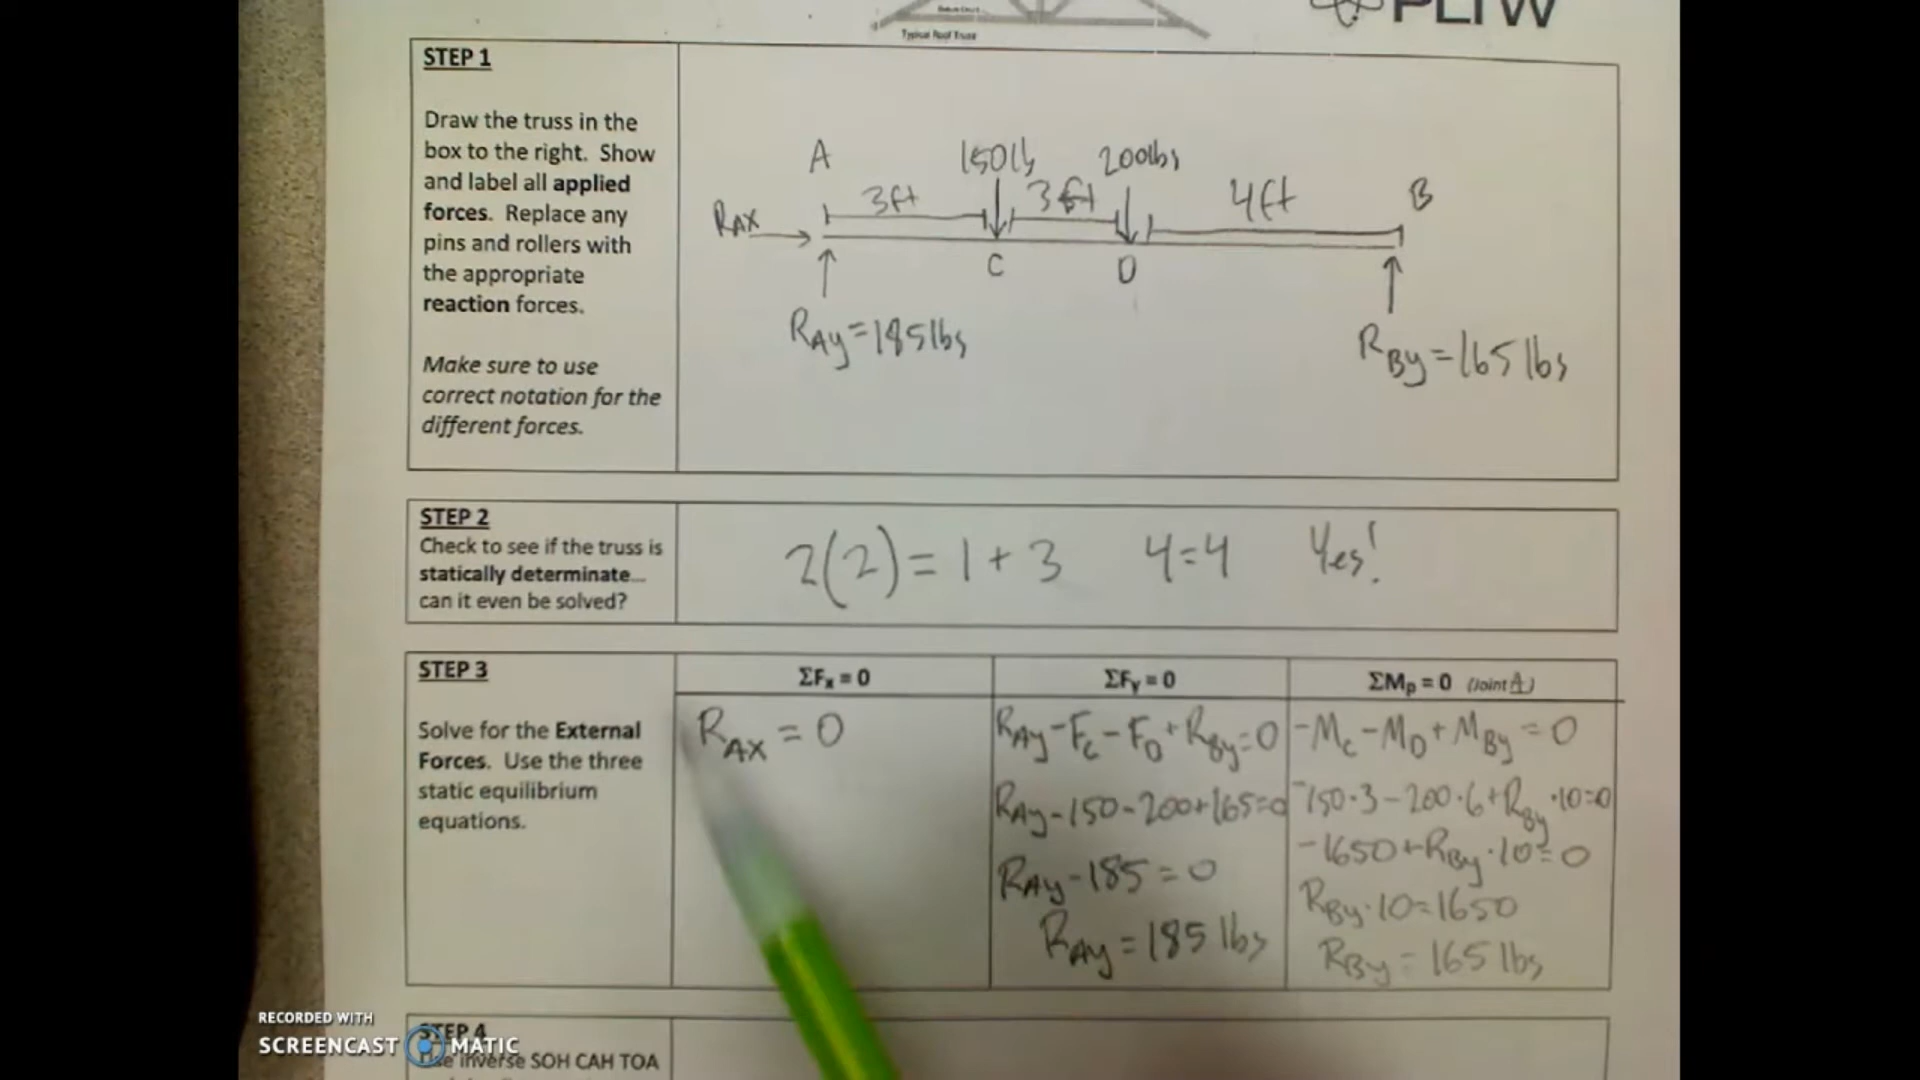 Typical Roof Truss
PLTW
STEP 1
Draw the truss in the
box to the right. Show
and label all applied
forces. Replace any
pins and rollers with
the appropriate
reaction forces.
Make sure to use
correct notation for the
different forces.
A 150lb 200lbs
3ft 3ft 4ft B
RAX
C D
RAy=185lbs
RBy=165lbs
STEP 2
Check to see if the truss is
statically determinate...
can it even be solved?
2(2)=1+3 4=4 Yes!
STEP 3
Solve for the External
Forces. Use the three
static equilibrium
equations.
ΣFx = 0
RAX = 0
ΣFy = 0
RAy-FC-FD+RBy=0
RAy-150-200+165=0
RAy-185=0
RAy=185 lbs
ΣMp = 0 (Joint A)
-MC-MD+MBy=0
-150·3-200·6+RBy·10=0
-1650+RBy·10=0
RBy·10=1650
RBy=165 lbs
STEP 4
Use inverse SOH CAH TOA
RECORDED WITH
SCREENCAST MATIC